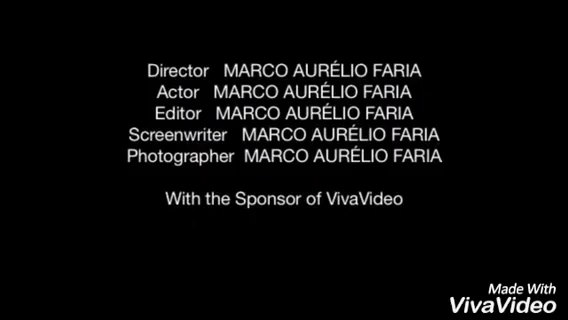 Director MARCO AURÉLIO FARIA
Actor MARCO AURÉLIO FARIA
Editor MARCO AURÉLIO FARIA
Screenwriter MARCO AURÉLIO FARIA
Photographer MARCO AURÉLIO FARIA
With the Sponsor of VivaVideo
Made With
VivaVideo